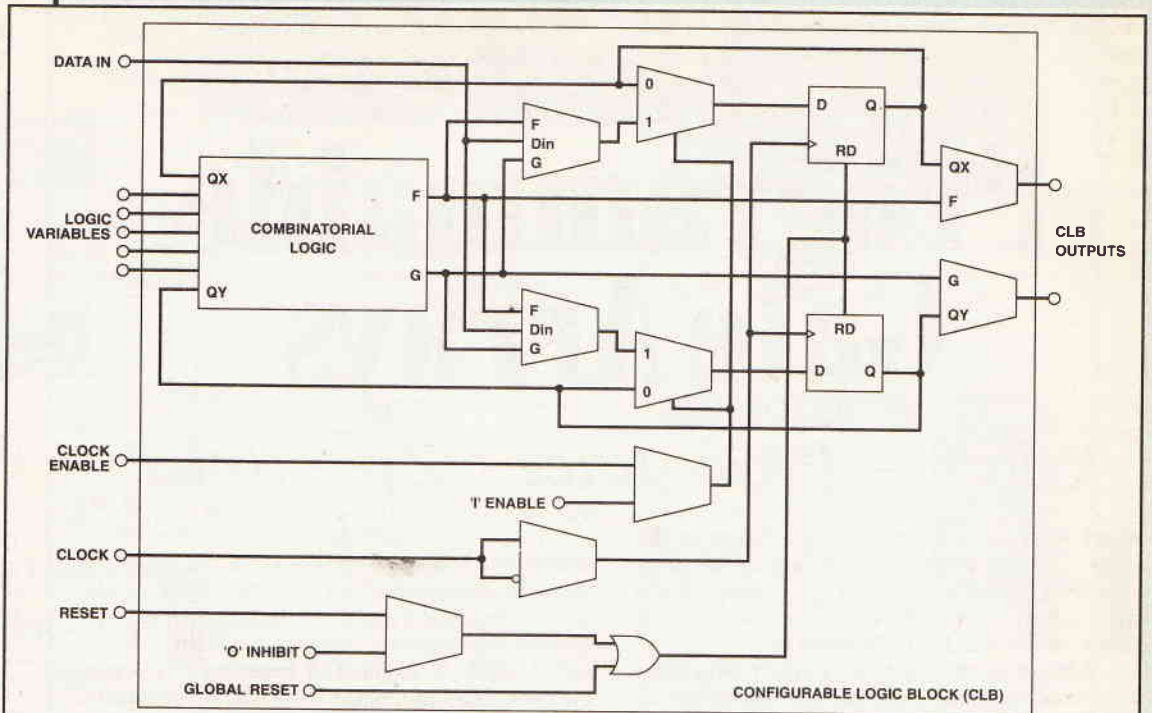 DATA IN
0
1
D
Q
RD
F
Din
G
QX
F
QX
F
LOGIC
VARIABLES
COMBINATORIAL
LOGIC
CLB
OUTPUTS
G
QY
G
QY
F
Din
G
1
0
RD
D
Q
CLOCK
ENABLE
'I' ENABLE
CLOCK
RESET
'O' INHIBIT
GLOBAL RESET
CONFIGURABLE LOGIC BLOCK (CLB)